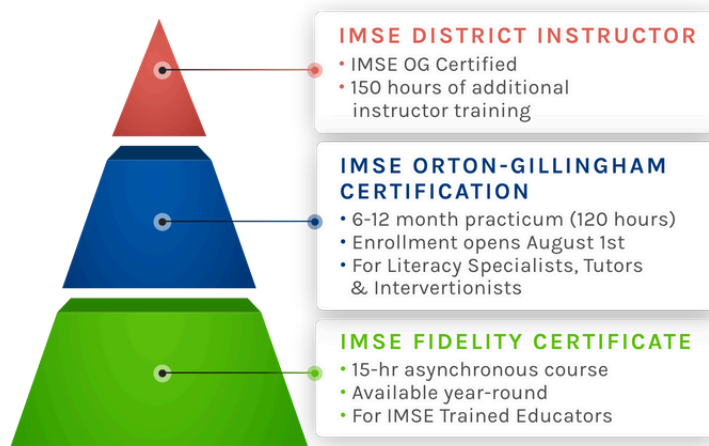 IMSE DISTRICT INSTRUCTOR
• IMSE OG Certified
• 150 hours of additional
instructor training
IMSE ORTON-GILLINGHAM
CERTIFICATION
• 6-12 month practicum (120 hours)
• Enrollment opens August 1st
• For Literacy Specialists, Tutors
& Intervertionists
IMSE FIDELITY CERTIFICATE
• 15-hr asynchronous course
• Available year-round
• For IMSE Trained Educators